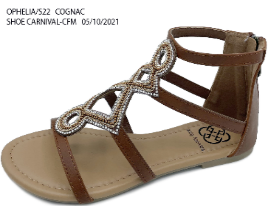 OPHELIA/S22 COGNAC
SHOE CARNIVAL-CFM 05/10/2021